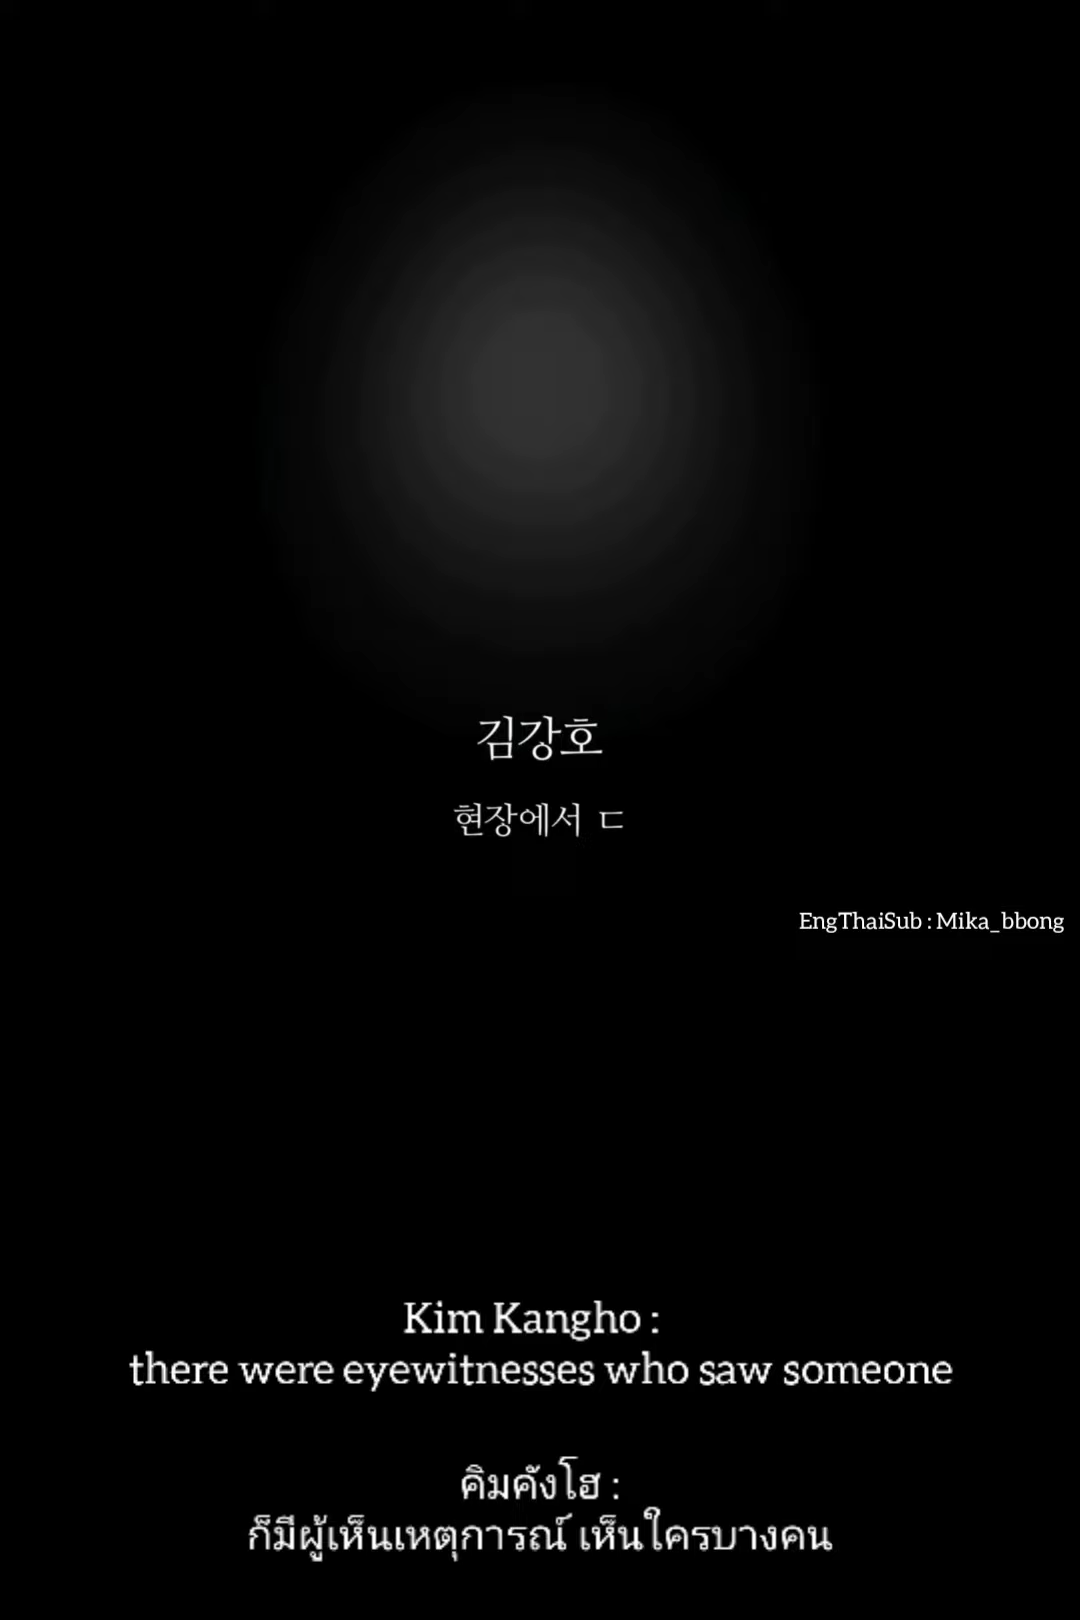 김강호
현장에서 ㄷ
EngThaiSub : Mika_bbong
Kim Kangho :
there were eyewitnesses who saw someone
คิมคังโฮ :
ก็มีผู้เห็นเหตุการณ์ เห็นใครบางคน